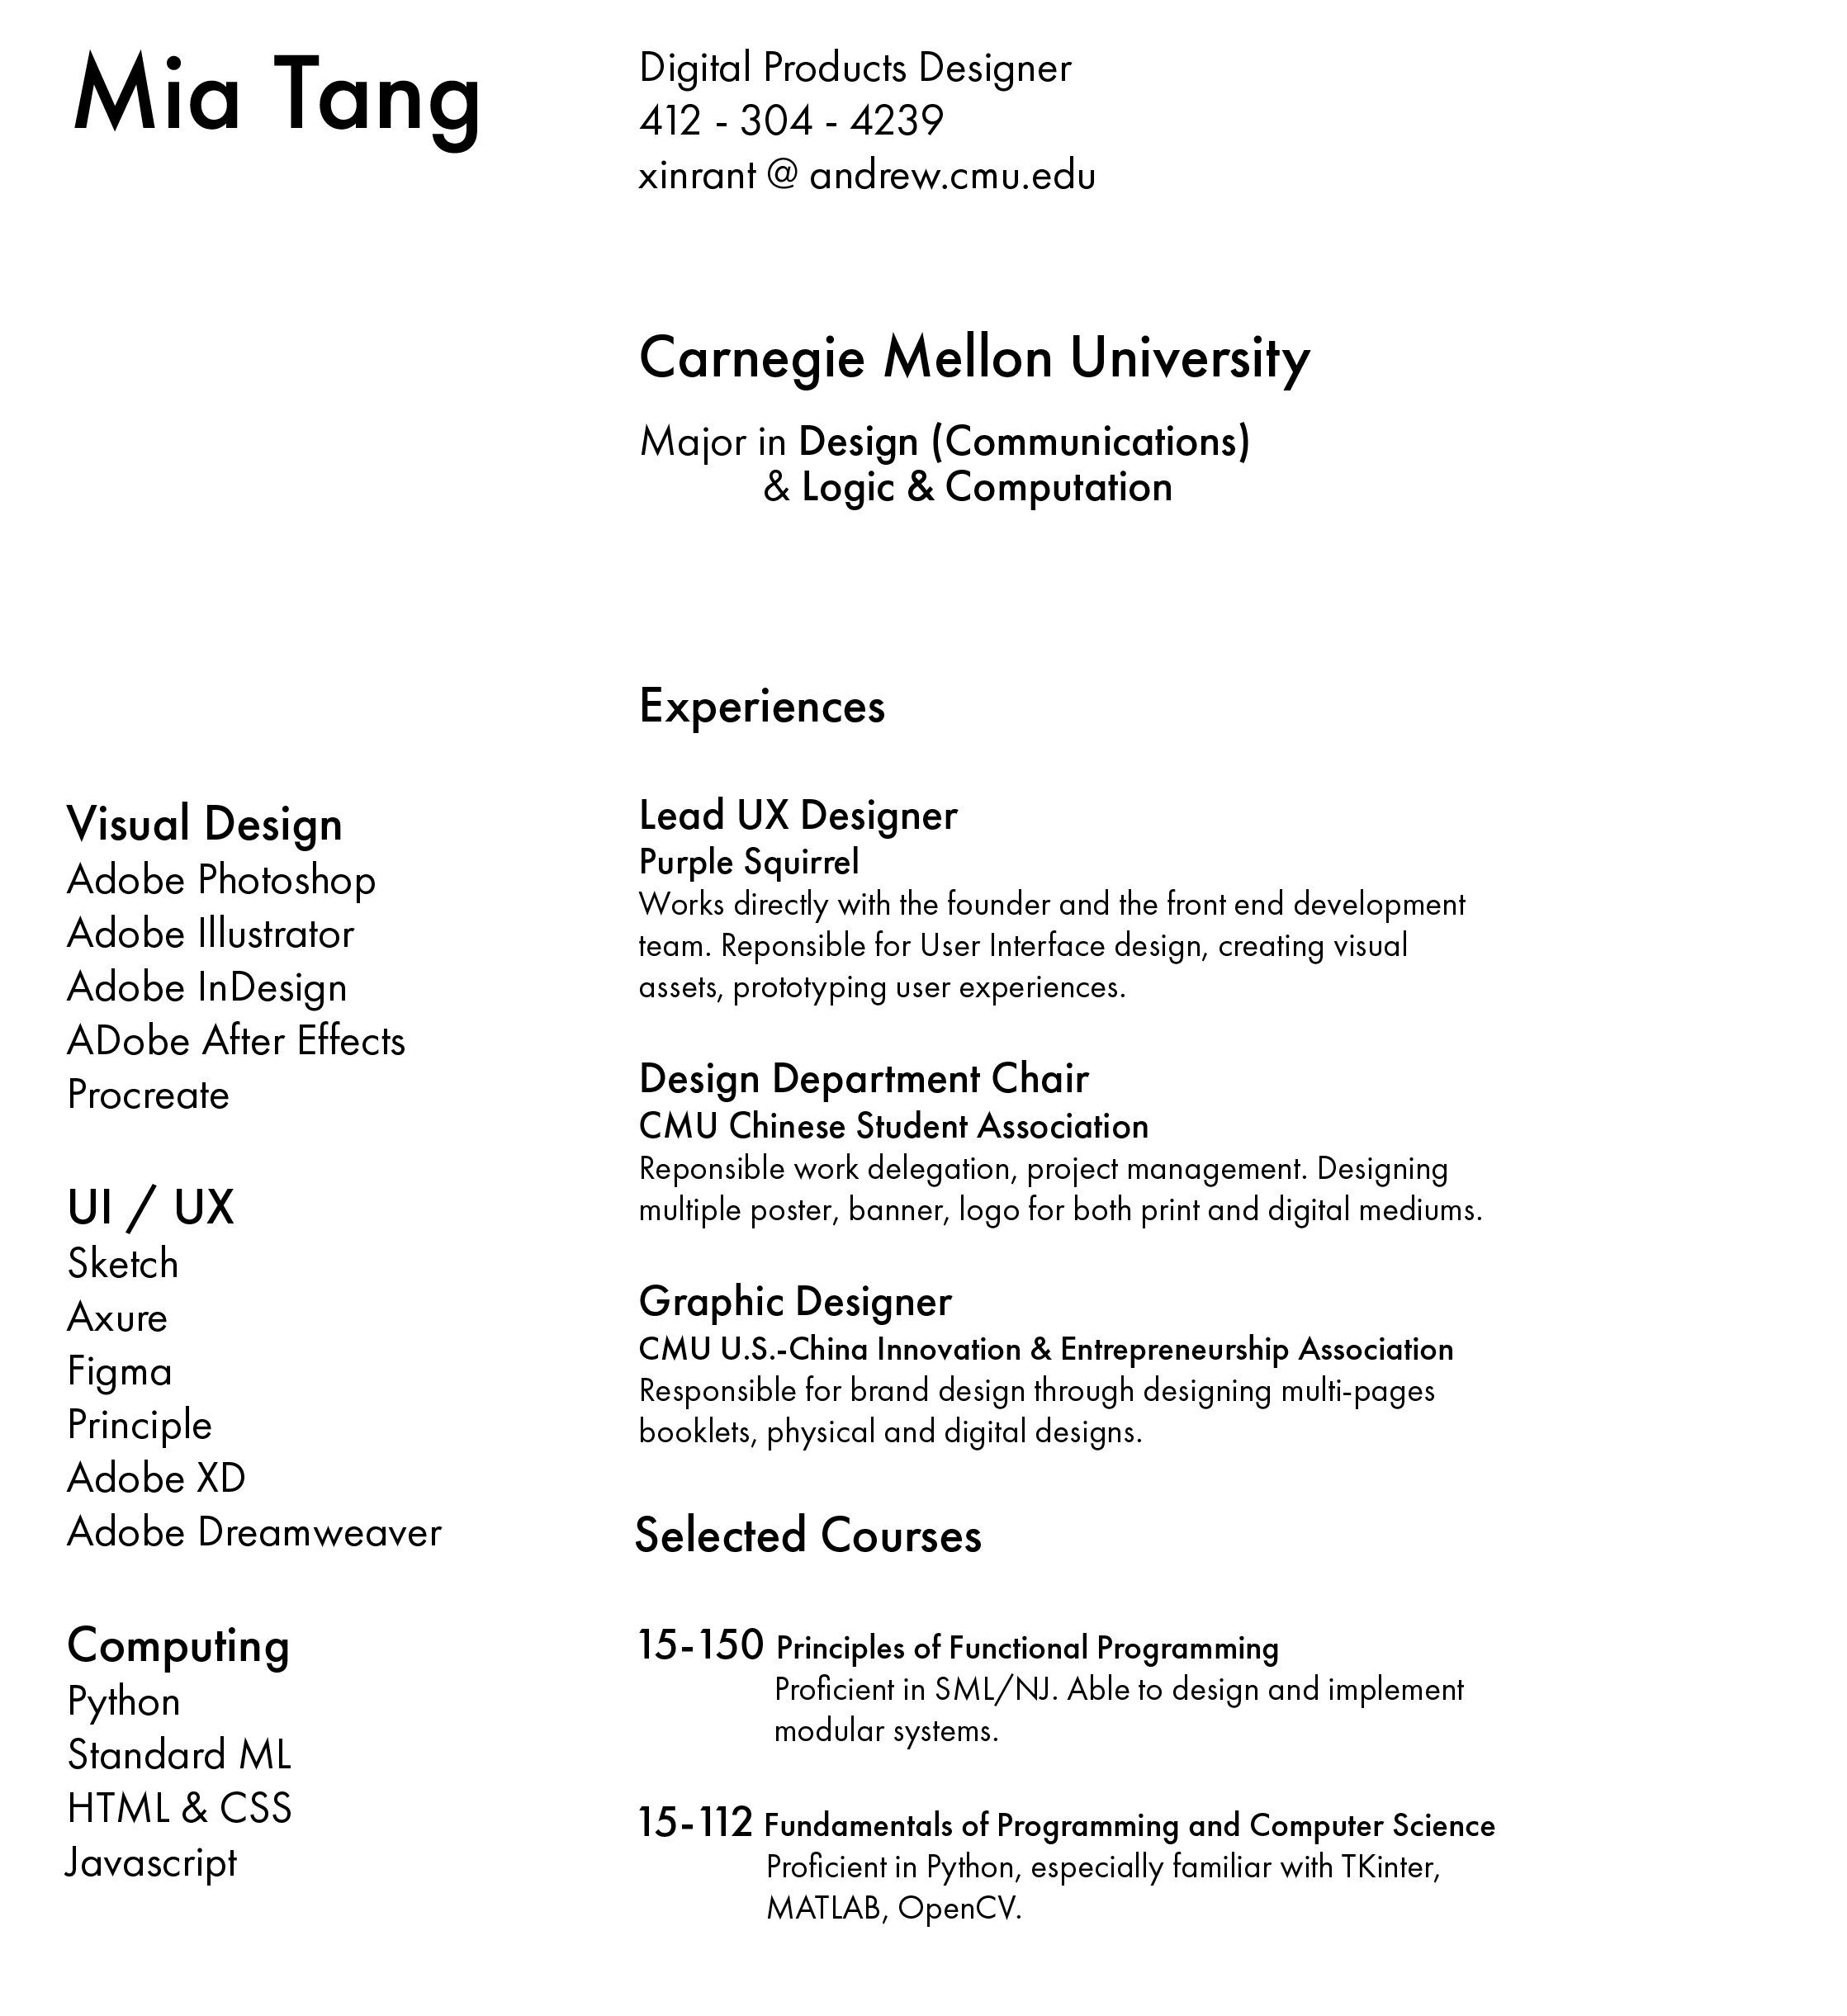 Mia Tang
Digital Products Designer
412 - 304 - 4239
xinrant @ andrew.cmu.edu
Carnegie Mellon University
Major in Design (Communications)
& Logic & Computation
Visual Design
Adobe Photoshop
Adobe Illustrator
Adobe InDesign
ADobe After Effects
Procreate
UI / UX
Sketch
Axure
Figma
Principle
Adobe XD
Adobe Dreamweaver
Computing
Python
Standard ML
HTML & CSS
Javascript
Experiences
Lead UX Designer
Purple Squirrel
Works directly with the founder and the front end development
team. Reponsible for User Interface design, creating visual
assets, prototyping user experiences.
Design Department Chair
CMU Chinese Student Association
Reponsible work delegation, project management. Designing
multiple poster, banner, logo for both print and digital mediums.
Graphic Designer
CMU U.S.-China Innovation & Entrepreneurship Association
Responsible for brand design through designing multi-pages
booklets, physical and digital designs.
Selected Courses
15-150 Principles of Functional Programming
Proficient in SML/NJ. Able to design and implement
modular systems.
15-112 Fundamentals of Programming and Computer Science
Proficient in Python, especially familiar with TKinter,
MATLAB, OpenCV.